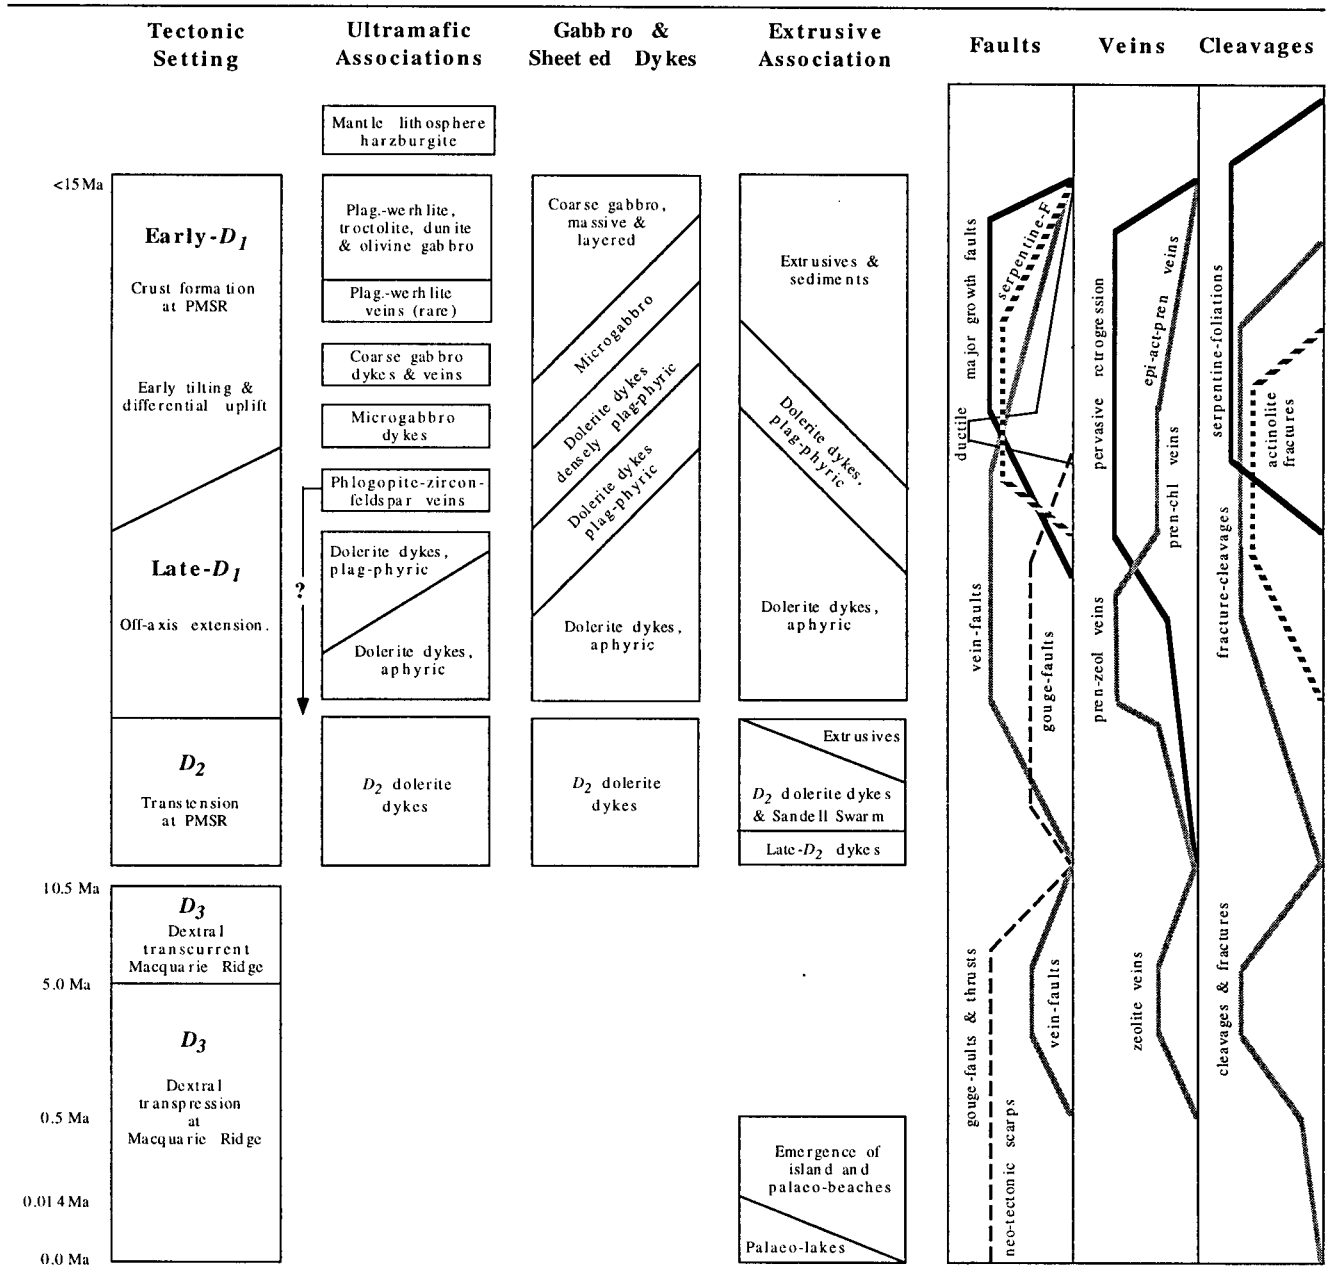 Tectonic
Setting
Ultramafic
Associations
Gabbro &
Sheeted Dykes
Extrusive
Association
Faults
Veins
Cleavages
<15 Ma
Early-D1
Crust formation
at PMSR
Early tilting &
differential uplift
Late-D1
Off-axis extension.
D2
Transtension
at PMSR
10.5 Ma
D3
Dextral
transcurrent
Macquarie Ridge
5.0 Ma
D3
Dextral
transpression
at
Macquarie Ridge
0.5 Ma
0.014 Ma
0.0 Ma
Mantle lithosphere
harzburgite
Plag.-werhlite,
troctolite, dunite
& olivine gabbro
Plag.-werhlite
veins (rare)
Coarse gabbro
dykes & veins
Microgabbro
dykes
Phlogopite-zircon-
feldspar veins
?
Dolerite dykes,
plag-phyric
Dolerite dykes,
aphyric
D2 dolerite
dykes
Coarse gabbro,
massive &
layered
Microgabbro
Dolerite dykes
densely plag-phyric
Dolerite dykes
plag-phyric
Dolerite dykes,
aphyric
D2 dolerite
dykes
Extrusives &
sediments
Dolerite dykes,
plag-phyric
Dolerite dykes,
aphyric
Extrusives
D2 dolerite dykes
& Sandell Swarm
Late-D2 dykes
Emergence of
island and
palaeo-beaches
Palaeo-lakes
major growth faults
serpentine-F
ductile
vein-faults
gouge-faults
gouge-faults & thrusts
vein-faults
neo-tectonic scarps
pervasive retrogression
epi-act-pren veins
pren-chl veins
pren-zeol veins
zeolite veins
serpentine-foliations
actinolite
fractures
fracture-cleavages
cleavages & fractures